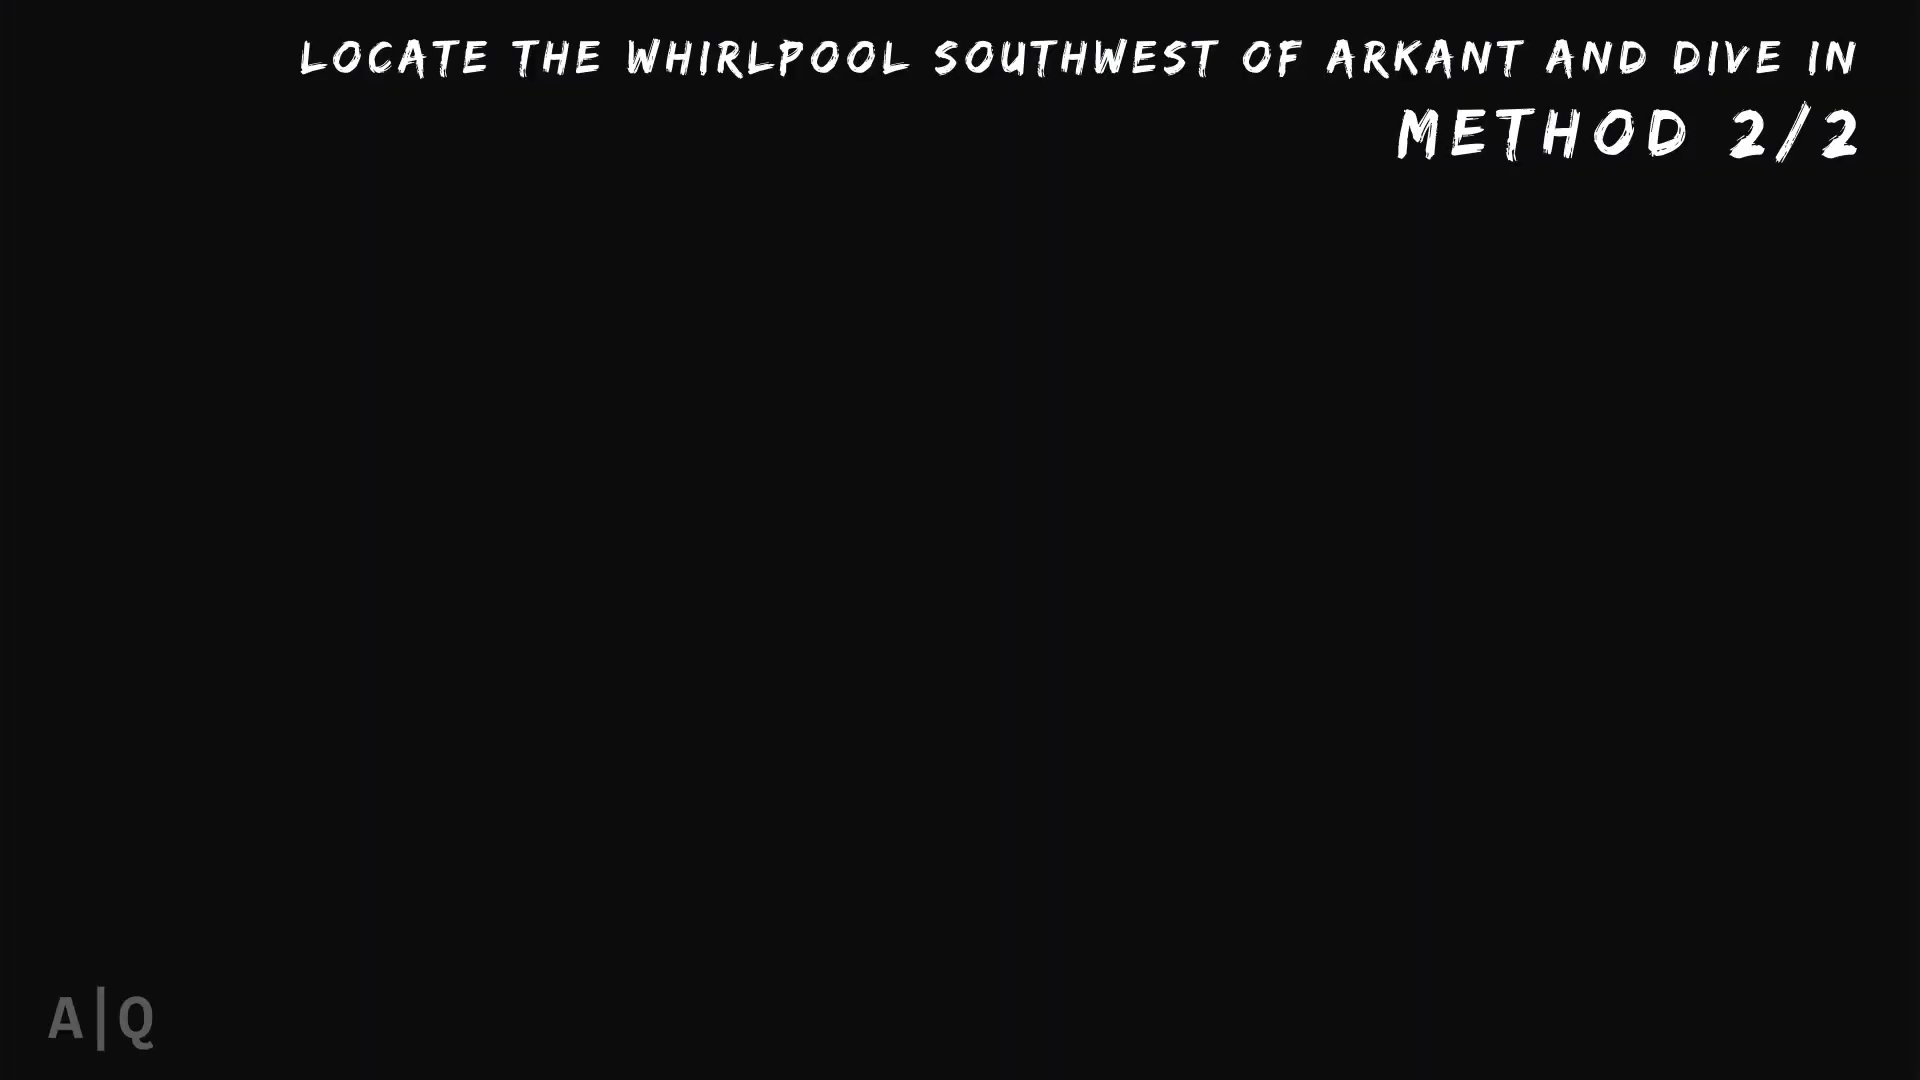 LOCATE THE WHIRLPOOL SOUTHWEST OF ARKANT AND DIVE IN
METHOD 2/2
A|Q